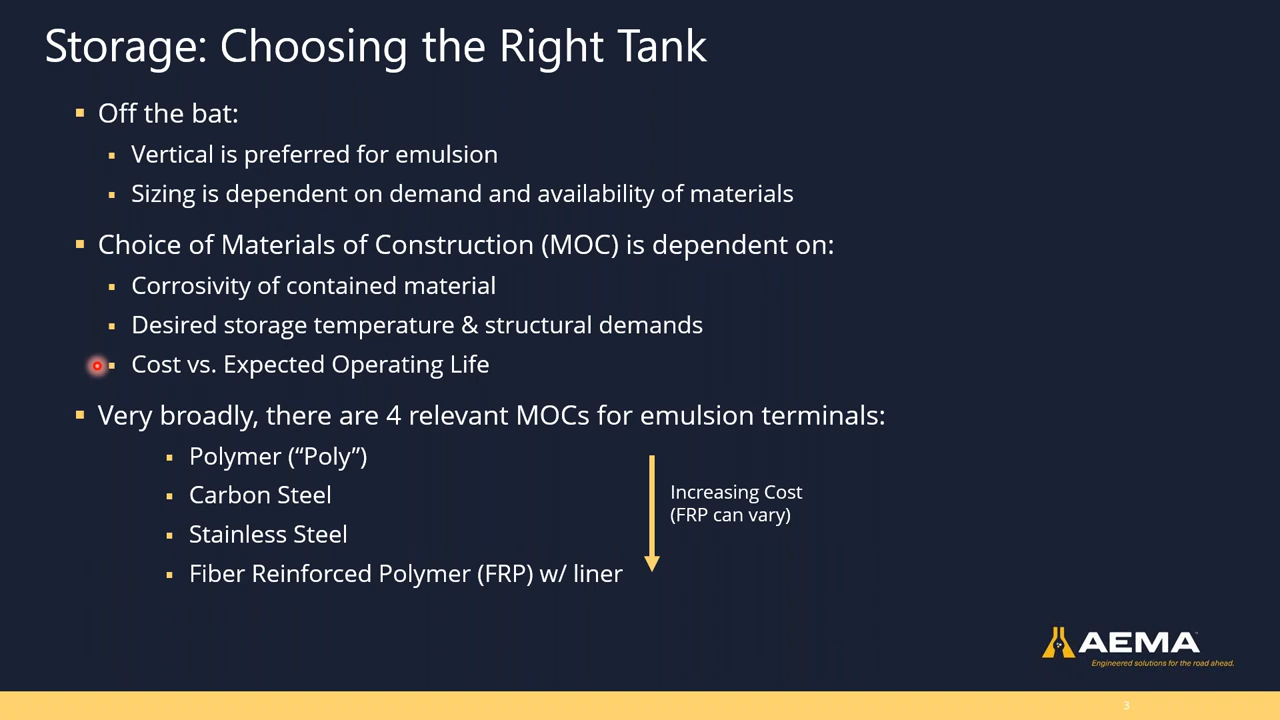 Storage: Choosing the Right Tank
Off the bat:
Vertical is preferred for emulsion
Sizing is dependent on demand and availability of materials
Choice of Materials of Construction (MOC) is dependent on:
Corrosivity of contained material
Desired storage temperature & structural demands
Cost vs. Expected Operating Life
Very broadly, there are 4 relevant MOCs for emulsion terminals:
Polymer (“Poly”)
Carbon Steel
Stainless Steel
Fiber Reinforced Polymer (FRP) w/ liner
Increasing Cost
(FRP can vary)
AEMA
Engineered solutions for the road ahead.
3